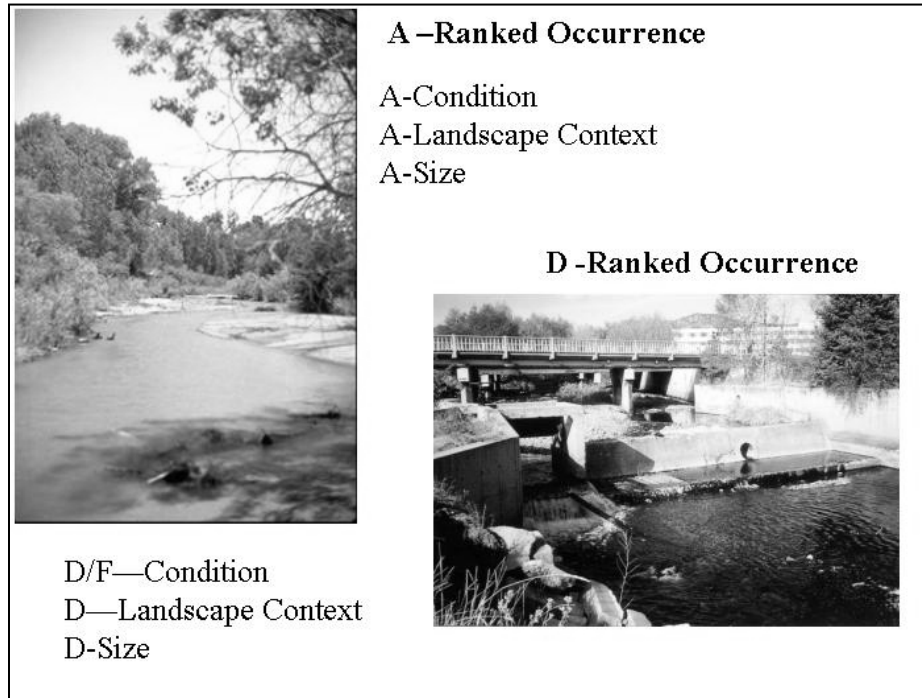 A –Ranked Occurrence
A-Condition
A-Landscape Context
A-Size
D -Ranked Occurrence
D/F—Condition
D—Landscape Context
D-Size